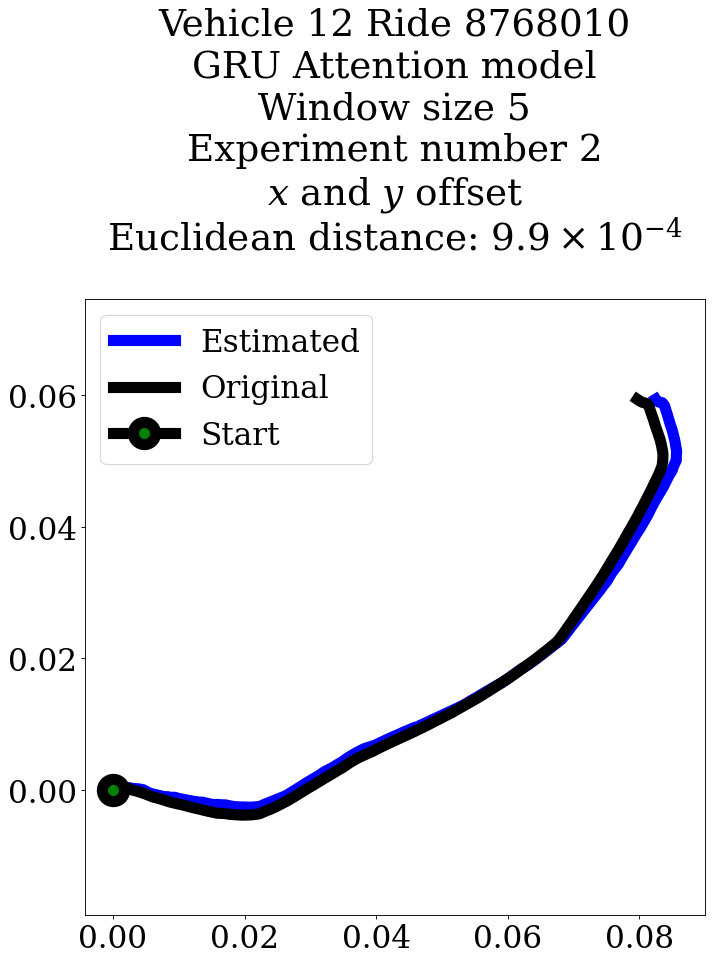 Vehicle 12 Ride 8768010
GRU Attention model
Window size 5
Experiment number 2
x and y offset
Euclidean distance: 9.9 × 10⁻⁴
Estimated
Original
Start
0.06
0.04
0.02
0.00
0.00 0.02 0.04 0.06 0.08